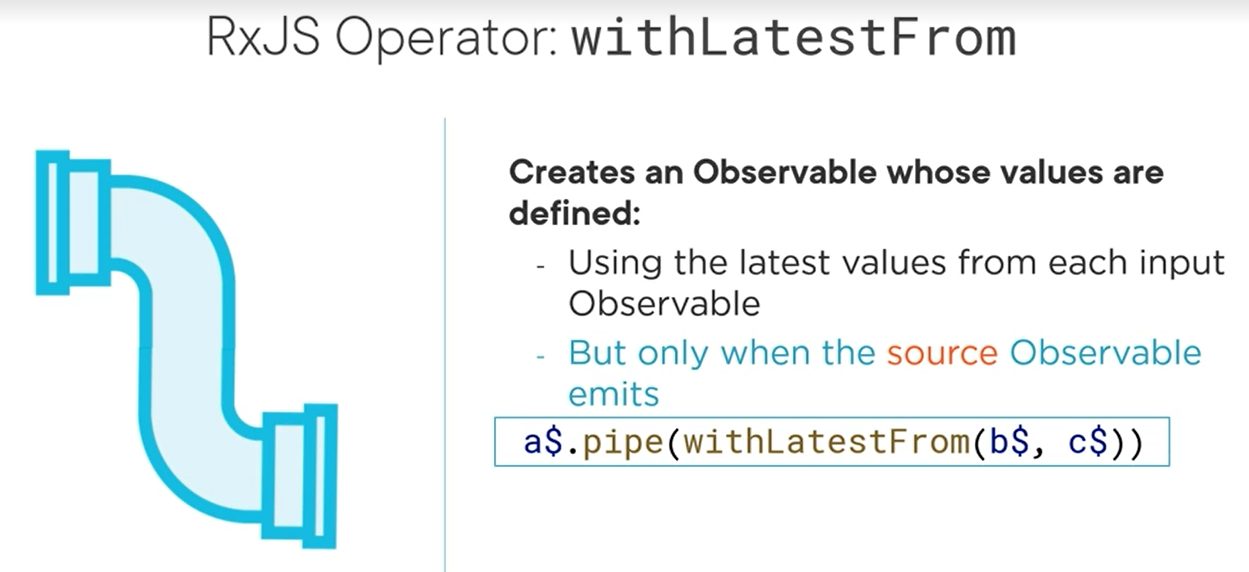 RxJS Operator: withLatestFrom
Creates an Observable whose values are
defined:
- Using the latest values from each input
Observable
- But only when the source Observable
emits
a$.pipe(withLatestFrom(b$, c$))